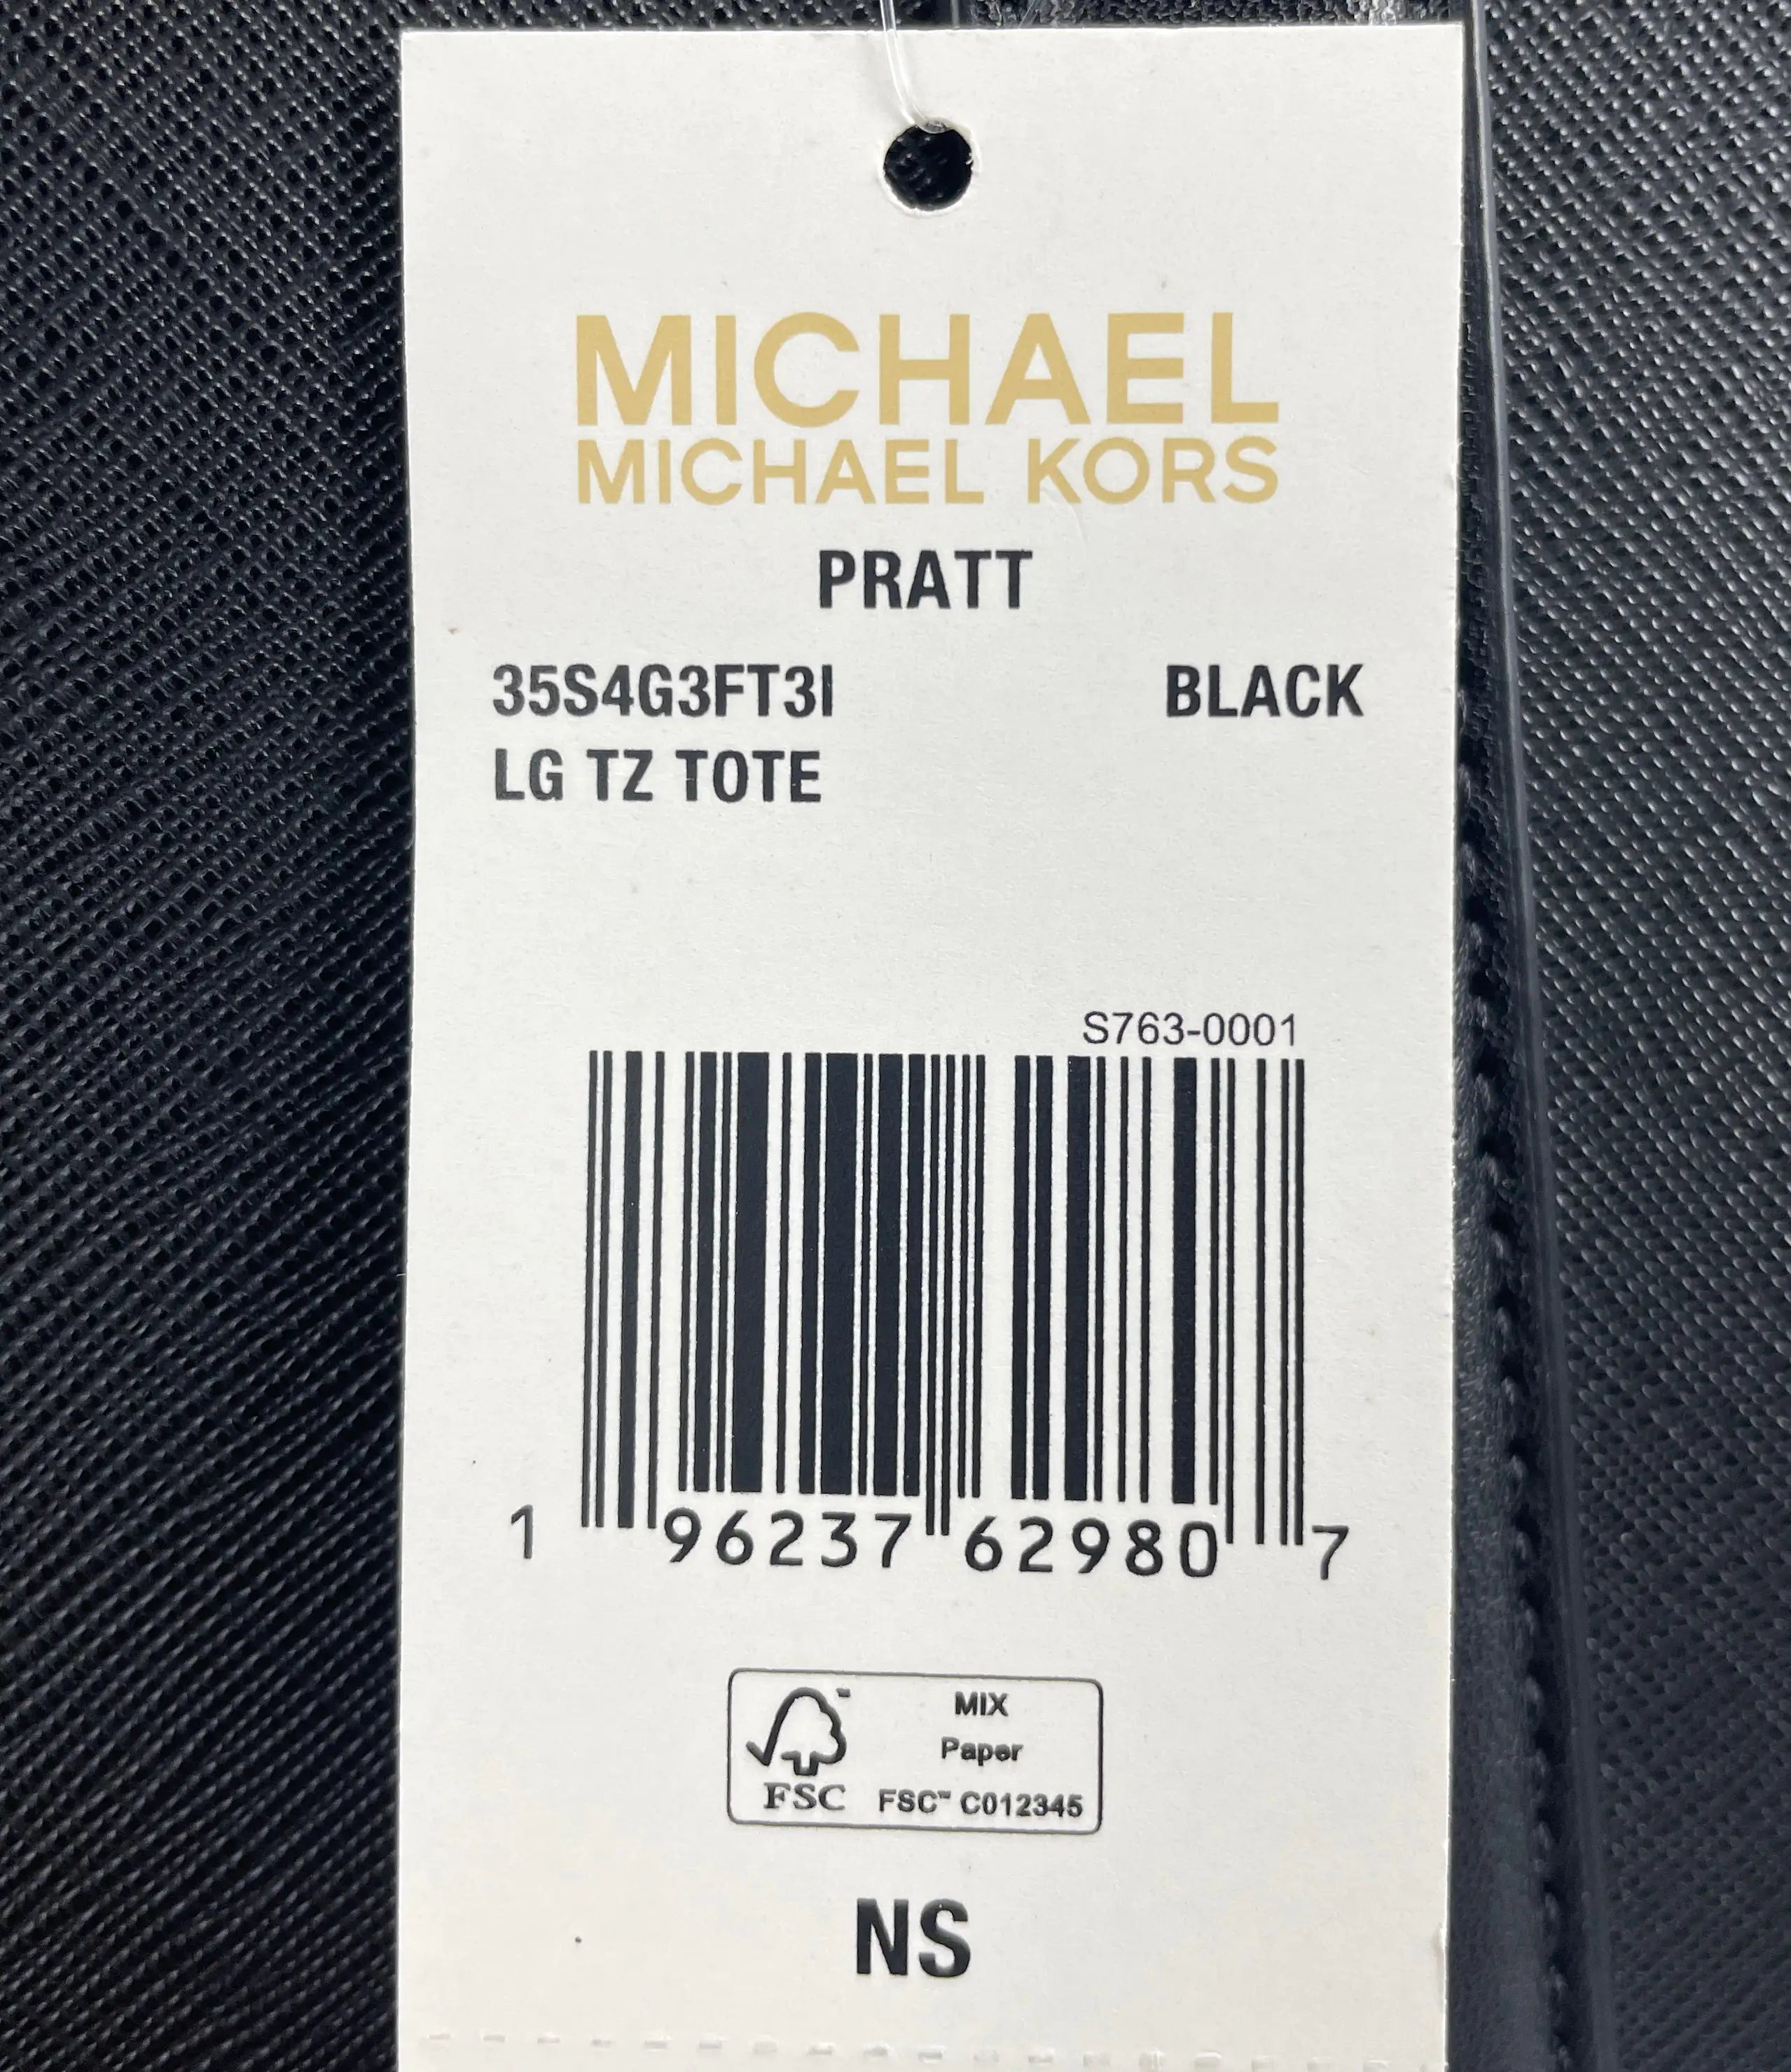 MICHAEL
MICHAEL KORS
PRATT
35S4G3FT3I BLACK
LG TZ TOTE
S763-0001
1 96237 62980 7
MIX
Paper
FSC FSC™ C012345
NS